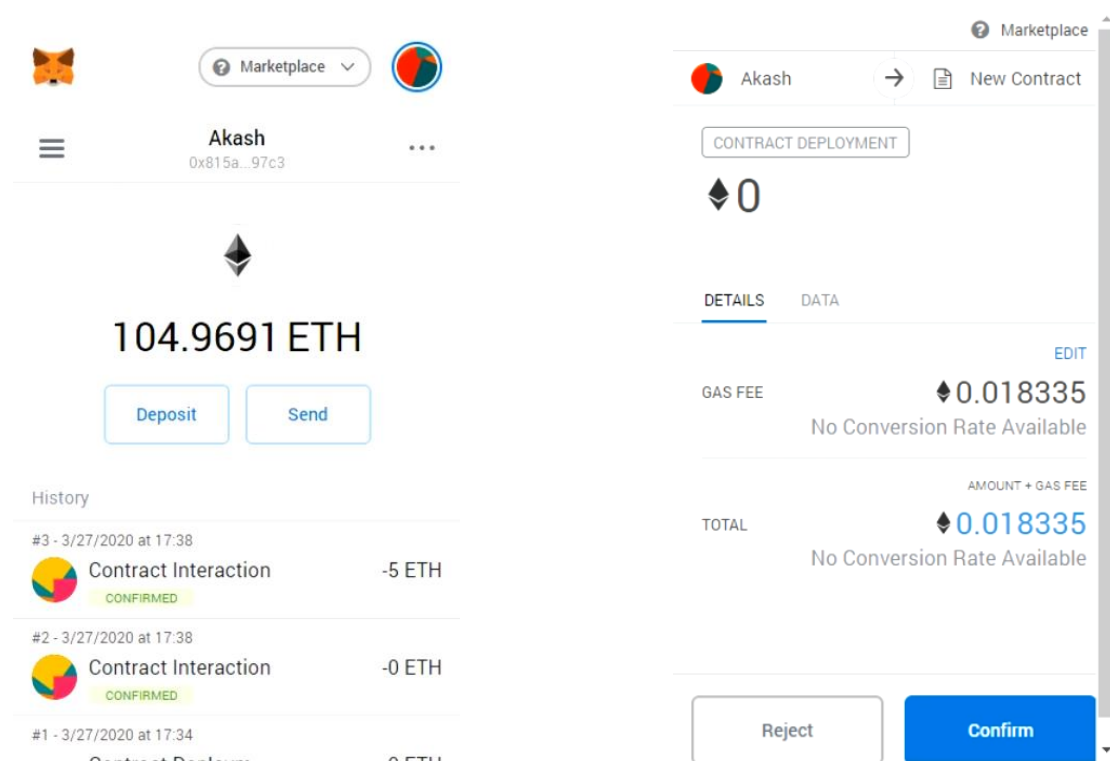 Marketplace
Akash
0x815a...97c3
104.9691 ETH
Deposit
Send
History
#3 - 3/27/2020 at 17:38
Contract Interaction
-5 ETH
CONFIRMED
#2 - 3/27/2020 at 17:38
Contract Interaction
-0 ETH
CONFIRMED
#1 - 3/27/2020 at 17:34
Marketplace
Akash
New Contract
CONTRACT DEPLOYMENT
0
DETAILS
DATA
EDIT
GAS FEE
0.018335
No Conversion Rate Available
AMOUNT + GAS FEE
TOTAL
0.018335
No Conversion Rate Available
Reject
Confirm